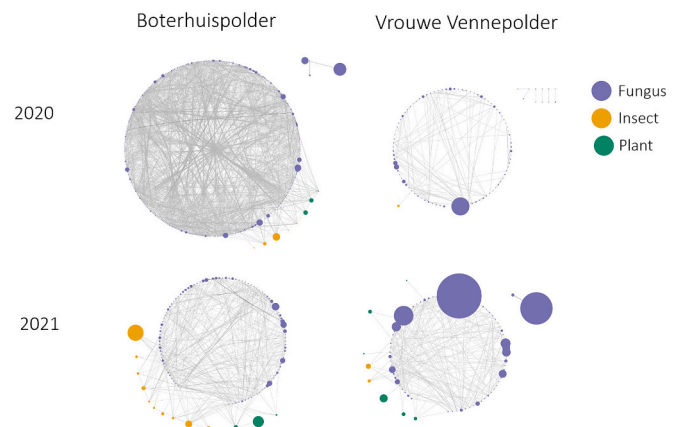 Boterhuispolder
Vrouwe Vennepolder
2020
Fungus
Insect
Plant
2021